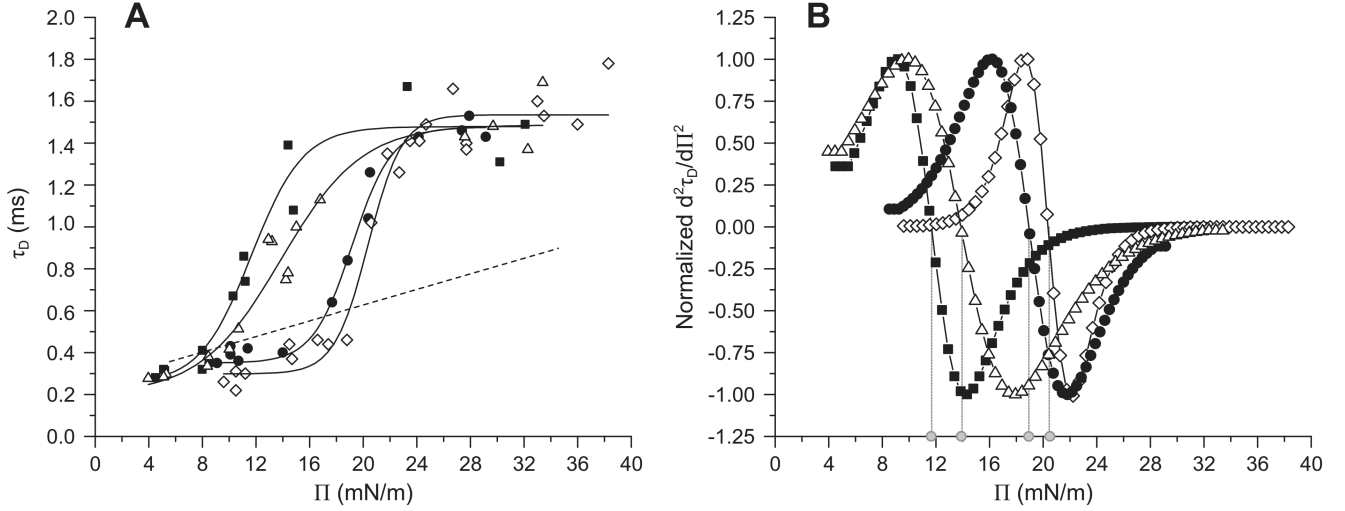 A
B
τD (ms)
2.0
1.8
1.6
1.4
1.2
1.0
0.8
0.6
0.4
0.2
0.0
0 4 8 12 16 20 24 28 32 36 40
Π (mN/m)
Normalized d²τD/dΠ²
1.25
1.00
0.75
0.50
0.25
0.00
-0.25
-0.50
-0.75
-1.00
-1.25
0 4 8 12 16 20 24 28 32 36 40
Π (mN/m)